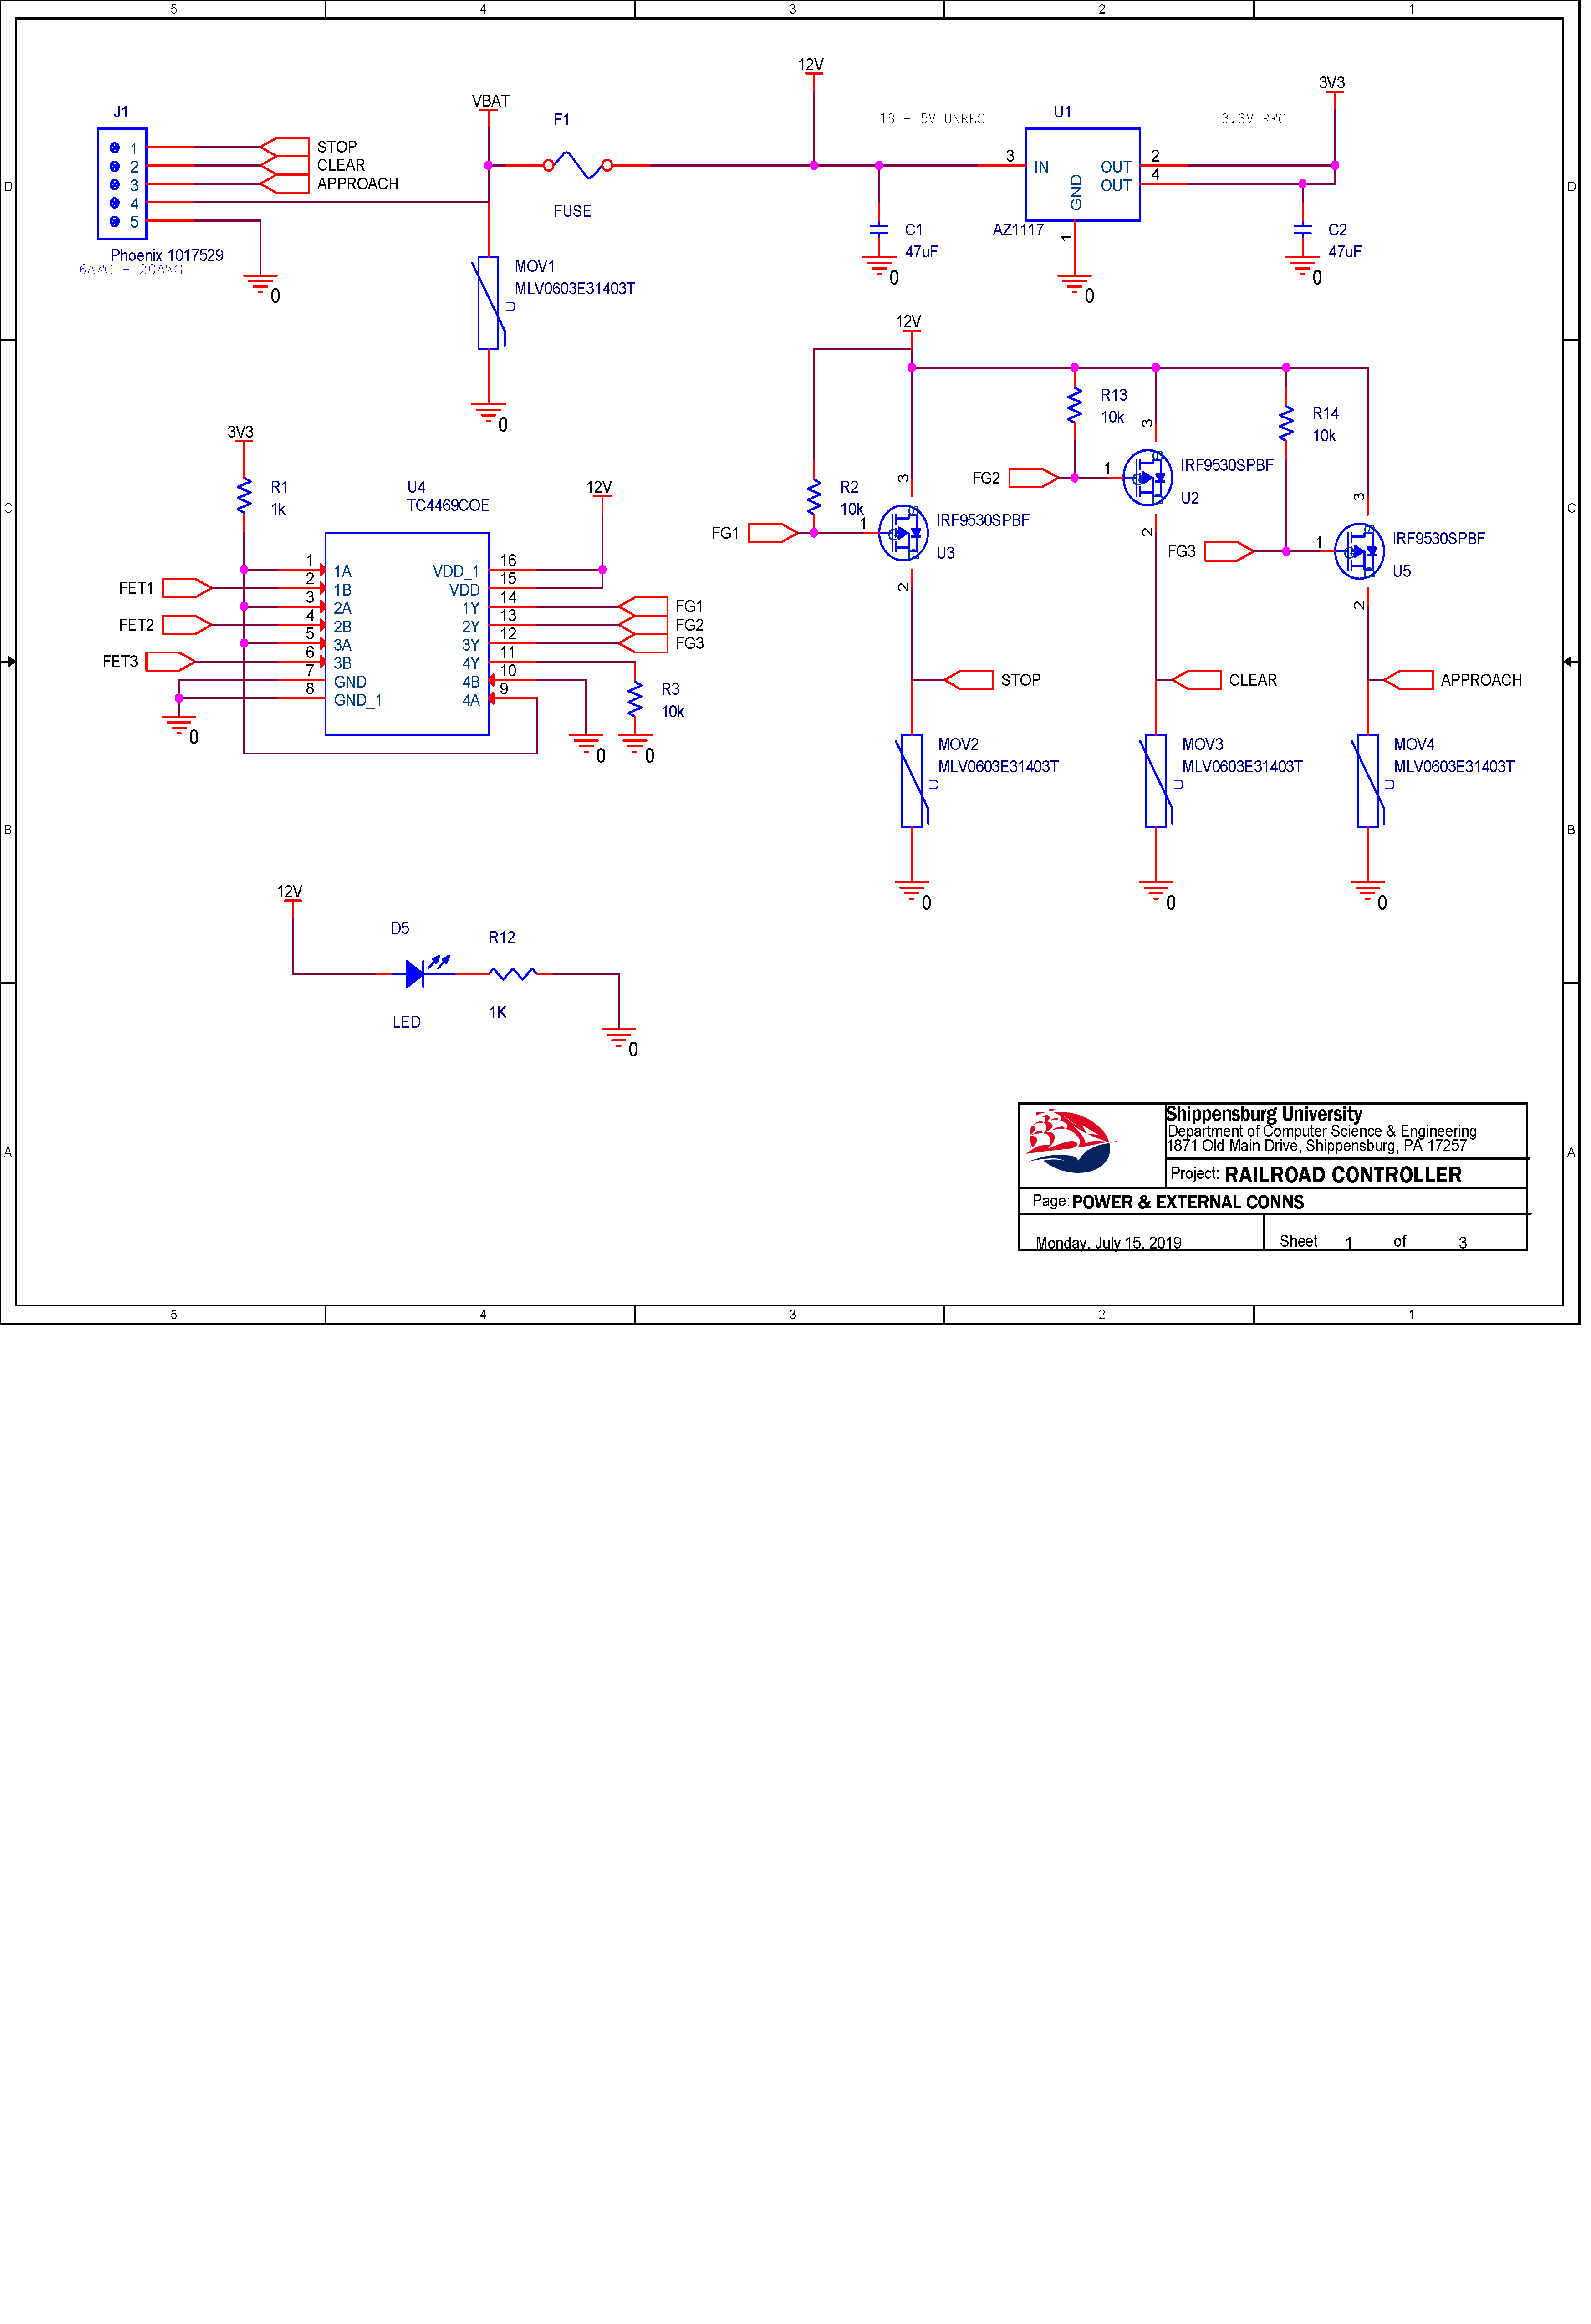 5 4 3 2 1
12V
VBAT
3V3
J1
F1
18 - 5V UNREG
U1
3.3V REG
1 STOP
2 CLEAR
3 APPROACH
4
5
3 IN
OUT 2
OUT 4
GND
1
D D
FUSE
AZ1117
C1
47uF
0
C2
47uF
0
Phoenix 1017529
6AWG - 20AWG
0
0
MOV1
MLV0603E31403T
U
0
12V
R13
10k
R14
10k
3V3
R1
1k
U4
TC4469COE
12V
FG2
1
3
S
G
D
2
IRF9530SPBF
U2
R2
10k
FG1
1
3
S
G
D
2
IRF9530SPBF
U3
FG3
1
3
S
G
D
2
IRF9530SPBF
U5
C C
FET1
FET2
FET3
1 1A
2 1B
3 2A
4 2B
5 3A
6 3B
7 GND
8 GND_1
VDD_1 16
VDD 15
1Y 14 FG1
2Y 13 FG2
3Y 12 FG3
4Y 11
4B 10
4A 9
0
R3
10k
0
0
STOP
CLEAR
APPROACH
MOV2
MLV0603E31403T
U
0
MOV3
MLV0603E31403T
U
0
MOV4
MLV0603E31403T
U
0
B B
12V
D5
LED
R12
1K
0
A A
Shippensburg University
Department of Computer Science & Engineering
1871 Old Main Drive, Shippensburg, PA 17257
Project: RAILROAD CONTROLLER
Page: POWER & EXTERNAL CONNS
Monday, July 15, 2019
Sheet 1 of 3
5 4 3 2 1